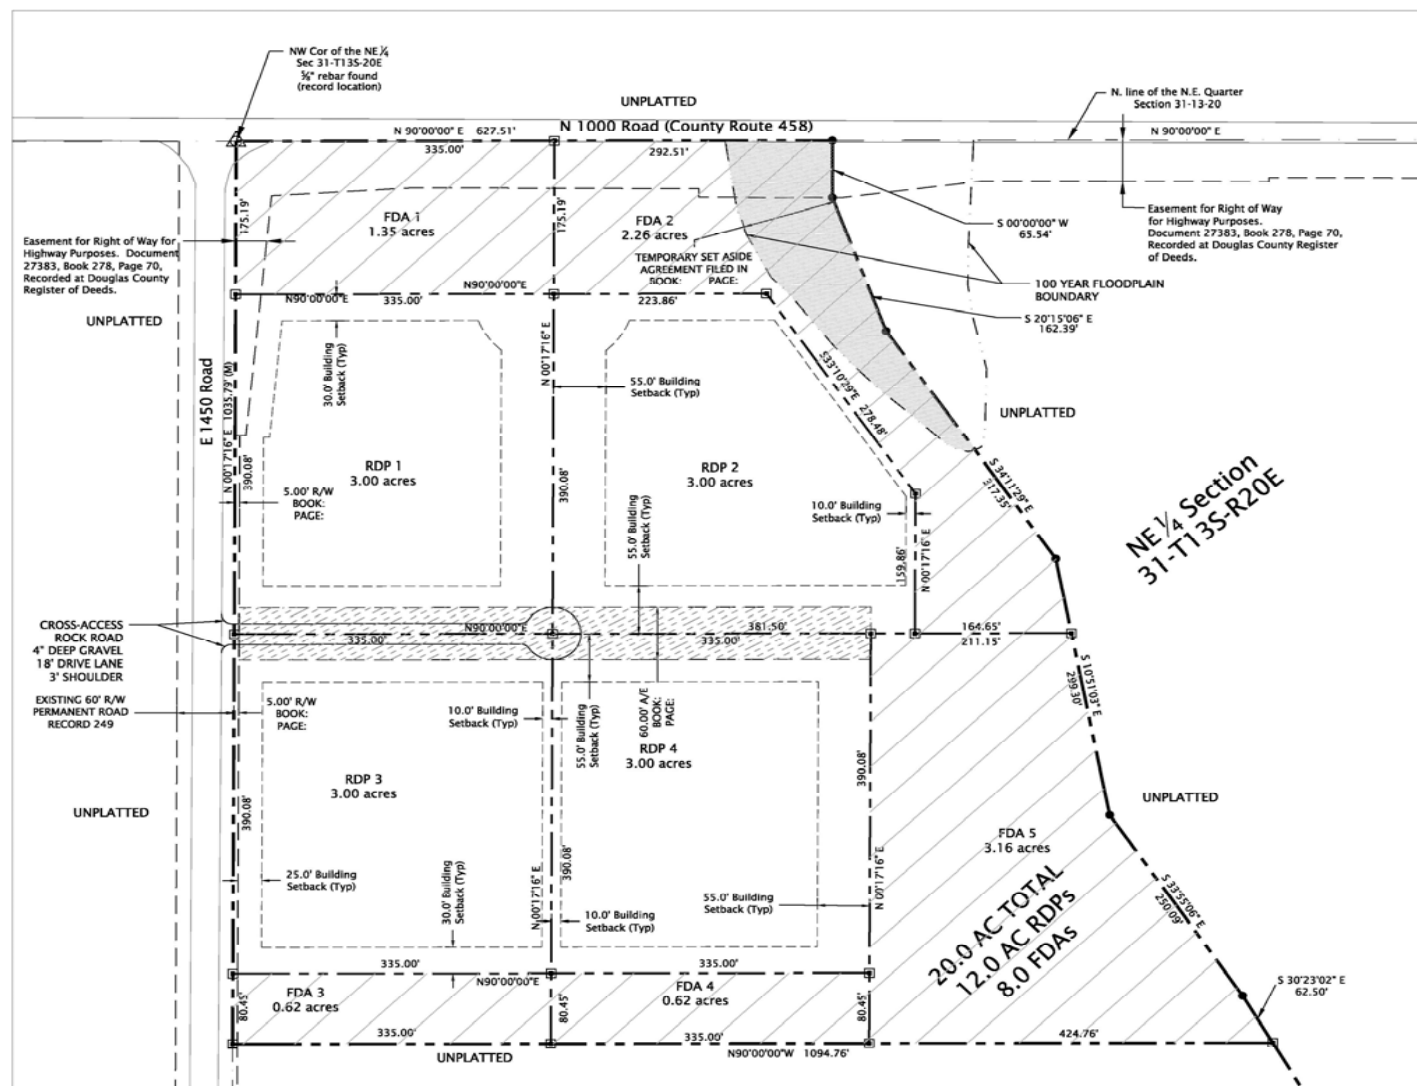 NW Cor of the NE¼
Sec 31-T13S-20E
⅝" rebar found
(record location)
UNPLATTED
N. line of the N.E. Quarter
Section 31-13-20
N 90°00'00" E 627.51'
N 1000 Road (County Route 458)
N 90°00'00" E
335.00'
292.51'
175.19'
175.19'
FDA 1
1.35 acres
FDA 2
2.26 acres
S 00°00'00" W
65.54'
Easement for Right of Way
for Highway Purposes.
Document 27383, Book 278, Page 70,
Recorded at Douglas County Register
of Deeds.
Easement for Right of Way for
Highway Purposes. Document
27383, Book 278, Page 70,
Recorded at Douglas County
Register of Deeds.
TEMPORARY SET ASIDE
AGREEMENT FILED IN
BOOK: PAGE:
100 YEAR FLOODPLAIN
BOUNDARY
N90°00'00"E
335.00'
N90°00'00"E
223.86'
S 20°15'06" E
162.39'
UNPLATTED
E 1450 Road
N 00°17'16" E 1035.79' (M)
390.08'
30.0' Building
Setback (Typ)
N 00°17'16" E
55.0' Building
Setback (Typ)
S33°10'29"E 278.48'
UNPLATTED
RDP 1
3.00 acres
RDP 2
3.00 acres
390.08'
S 34°11'29" E
317.35'
NE ¼ Section
31-T13S-R20E
5.00' R/W
BOOK:
PAGE:
10.0' Building
Setback (Typ)
55.0' Building
Setback (Typ)
159.86'
N 00°17'16" E
CROSS-ACCESS
ROCK ROAD
4" DEEP GRAVEL
18' DRIVE LANE
3' SHOULDER
335.00'
N90°00'00"E
381.50'
335.00'
164.65'
211.15'
S 10°51'03" E
299.30'
EXISTING 60' R/W
PERMANENT ROAD
RECORD 249
5.00' R/W
BOOK:
PAGE:
10.0' Building
Setback (Typ)
55.0' Building
Setback (Typ)
60.00' A/E
BOOK:
PAGE:
RDP 3
3.00 acres
RDP 4
3.00 acres
390.08'
UNPLATTED
UNPLATTED
390.08'
FDA 5
3.16 acres
390.08'
N 00°17'16" E
N 00°17'16" E
25.0' Building
Setback (Typ)
30.0' Building
Setback (Typ)
10.0' Building
Setback (Typ)
55.0' Building
Setback (Typ)
S 33°55'06" E
250.09'
20.0 AC TOTAL
12.0 AC RDPs
8.0 FDAs
335.00'
N90°00'00"E
335.00'
S 30°23'02" E
62.50'
FDA 3
0.62 acres
FDA 4
0.62 acres
80.45'
80.45'
80.45'
335.00'
335.00'
424.76'
UNPLATTED
N90°00'00"W 1094.76'